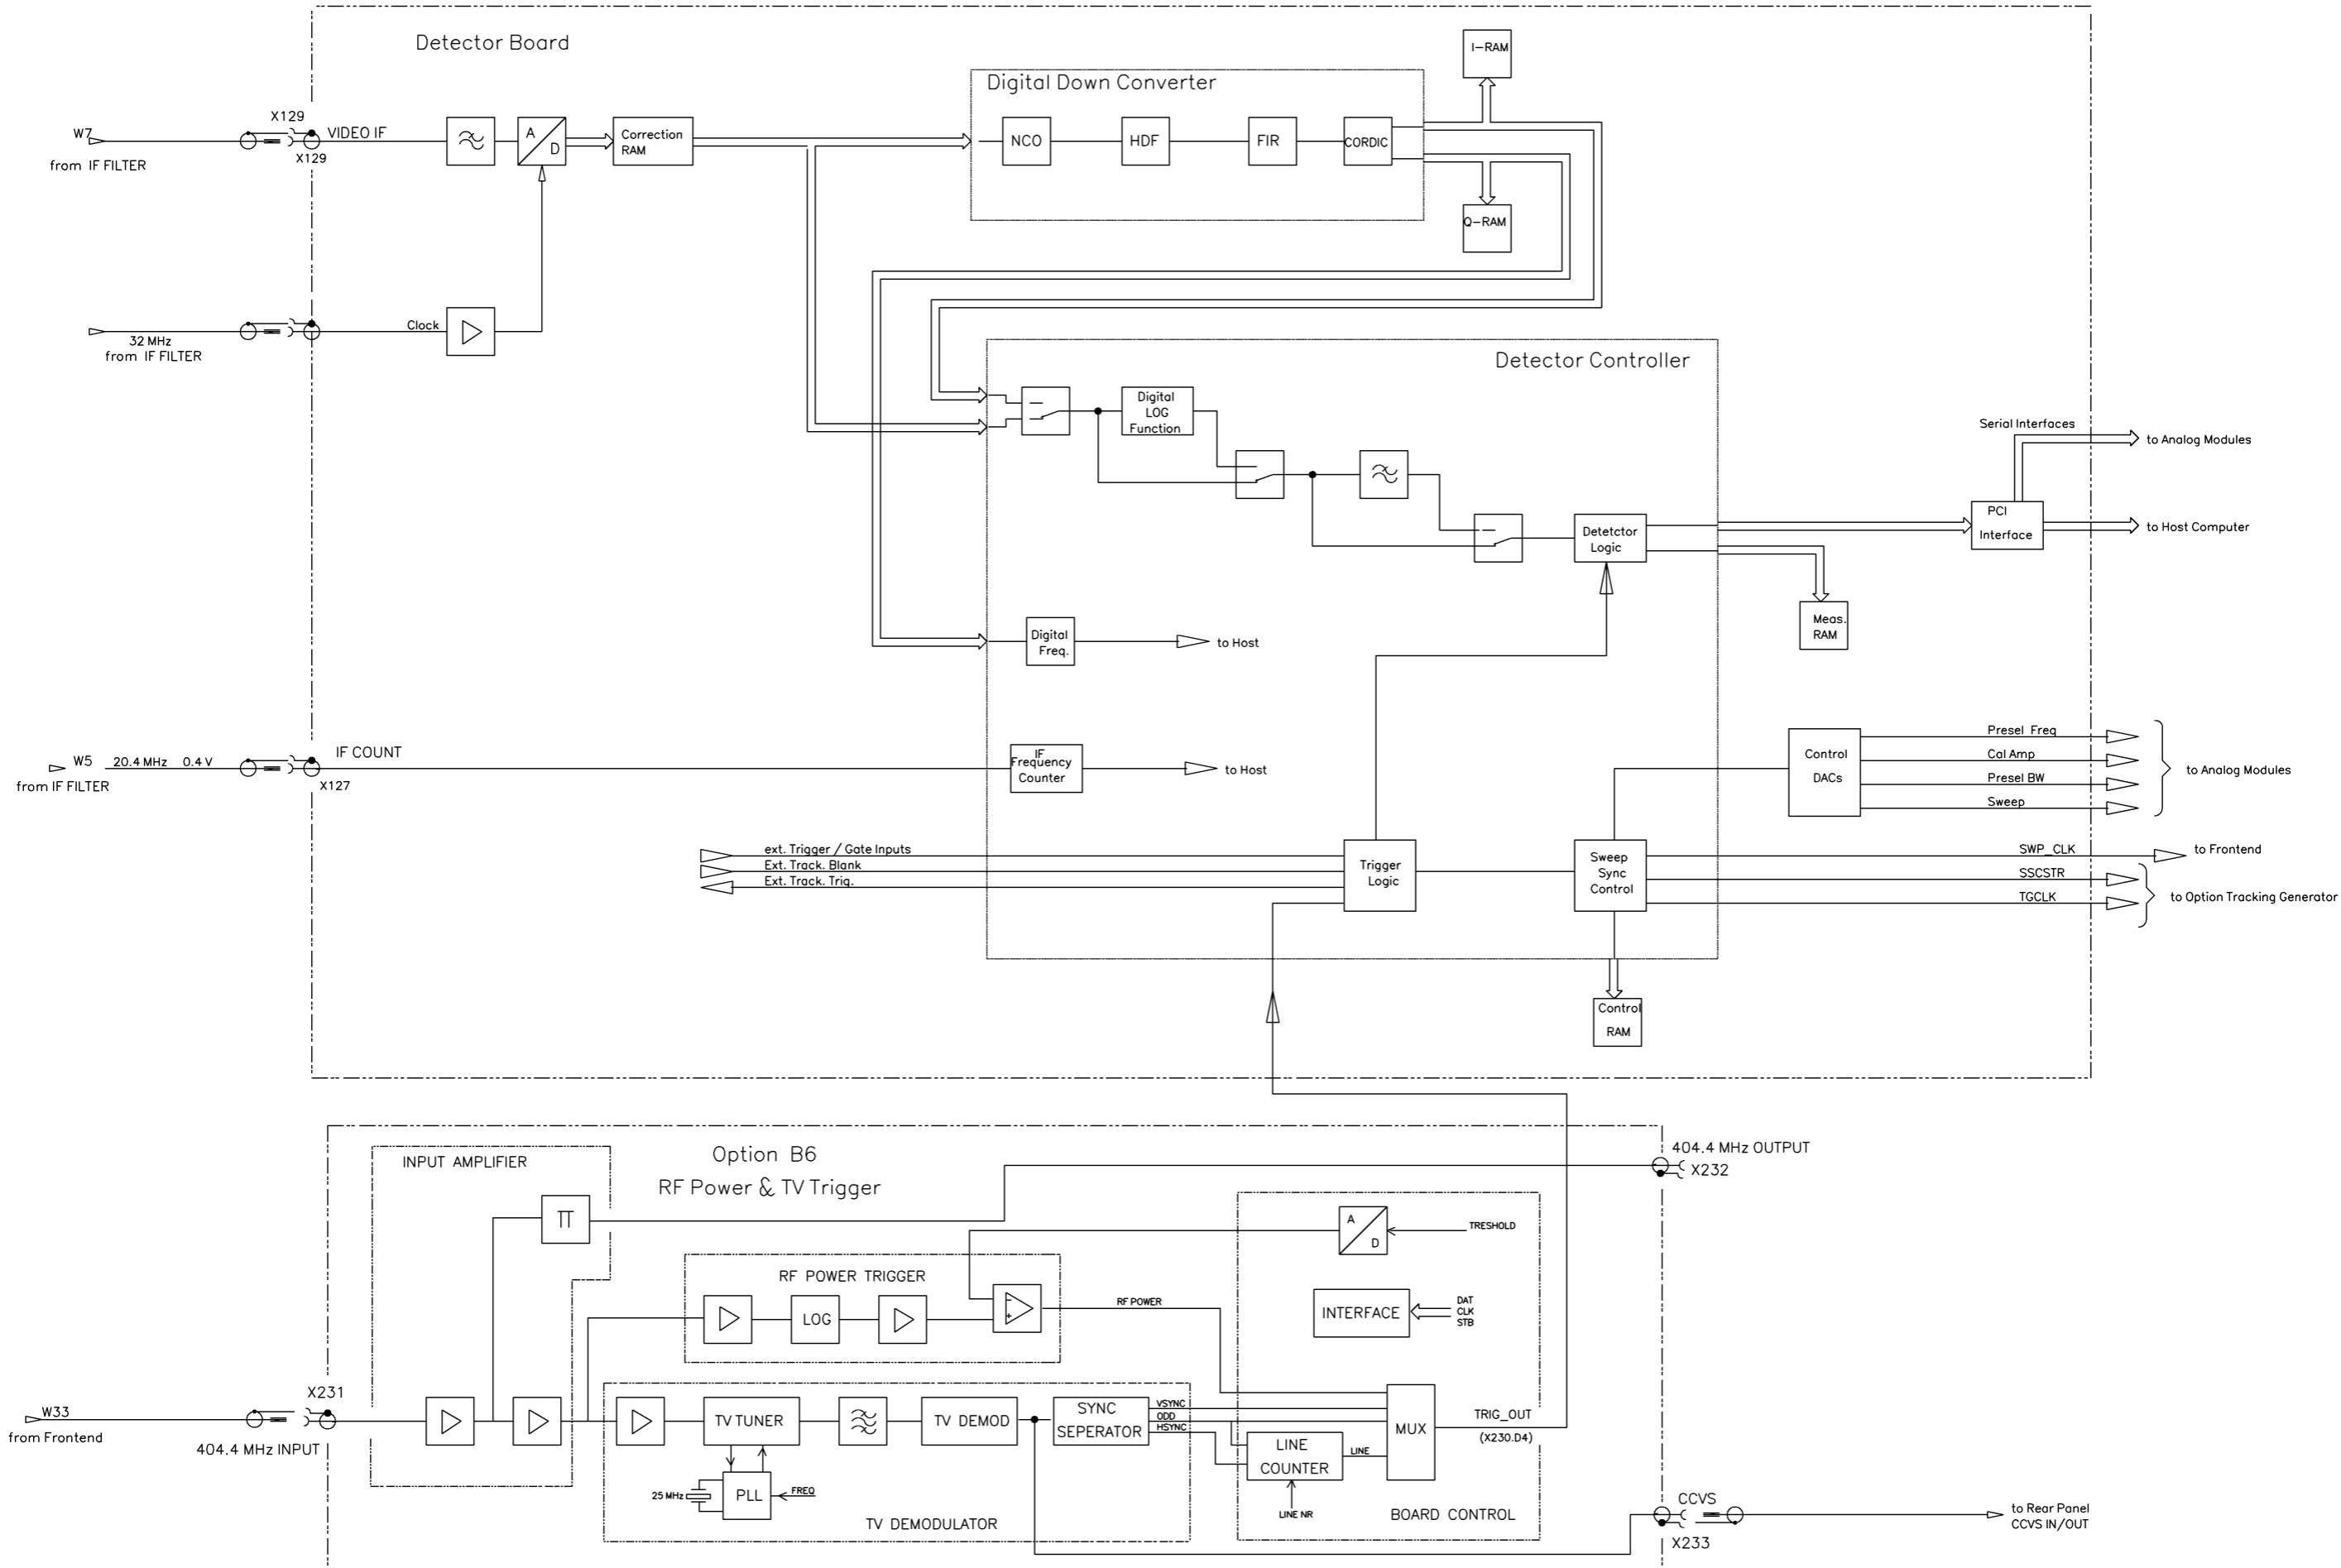 Detector Board
Digital Down Converter
I-RAM
X129
W7
VIDEO IF
X129
from IF FILTER
A
D
Correction
RAM
NCO
HDF
FIR
CORDIC
Q-RAM
32 MHz
from IF FILTER
Clock
Detector Controller
Digital
LOG
Function
Serial Interfaces
to Analog Modules
Detetctor
Logic
PCI
Interface
to Host Computer
Meas.
RAM
Digital
Freq.
to Host
W5
20.4 MHz 0.4 V
from IF FILTER
IF COUNT
X127
IF
Frequency
Counter
to Host
Control
DACs
Presel Freq
Cal Amp
Presel BW
Sweep
to Analog Modules
ext. Trigger / Gate Inputs
Ext. Track. Blank
Ext. Track. Trig.
Trigger
Logic
Sweep
Sync
Control
SWP_CLK
to Frontend
SSCSTR
TGCLK
to Option Tracking Generator
Control
RAM
INPUT AMPLIFIER
Option B6
RF Power & TV Trigger
404.4 MHz OUTPUT
X232
π
A
D
TRESHOLD
RF POWER TRIGGER
LOG
-
+
RF POWER
INTERFACE
DAT
CLK
STB
X231
W33
from Frontend
404.4 MHz INPUT
TV TUNER
TV DEMOD
SYNC
SEPERATOR
VSYNC
ODD
HSYNC
LINE
COUNTER
LINE
MUX
TRIG_OUT
(X230.D4)
25 MHz
PLL
FREQ
LINE NR
TV DEMODULATOR
BOARD CONTROL
CCVS
X233
to Rear Panel
CCVS IN/OUT